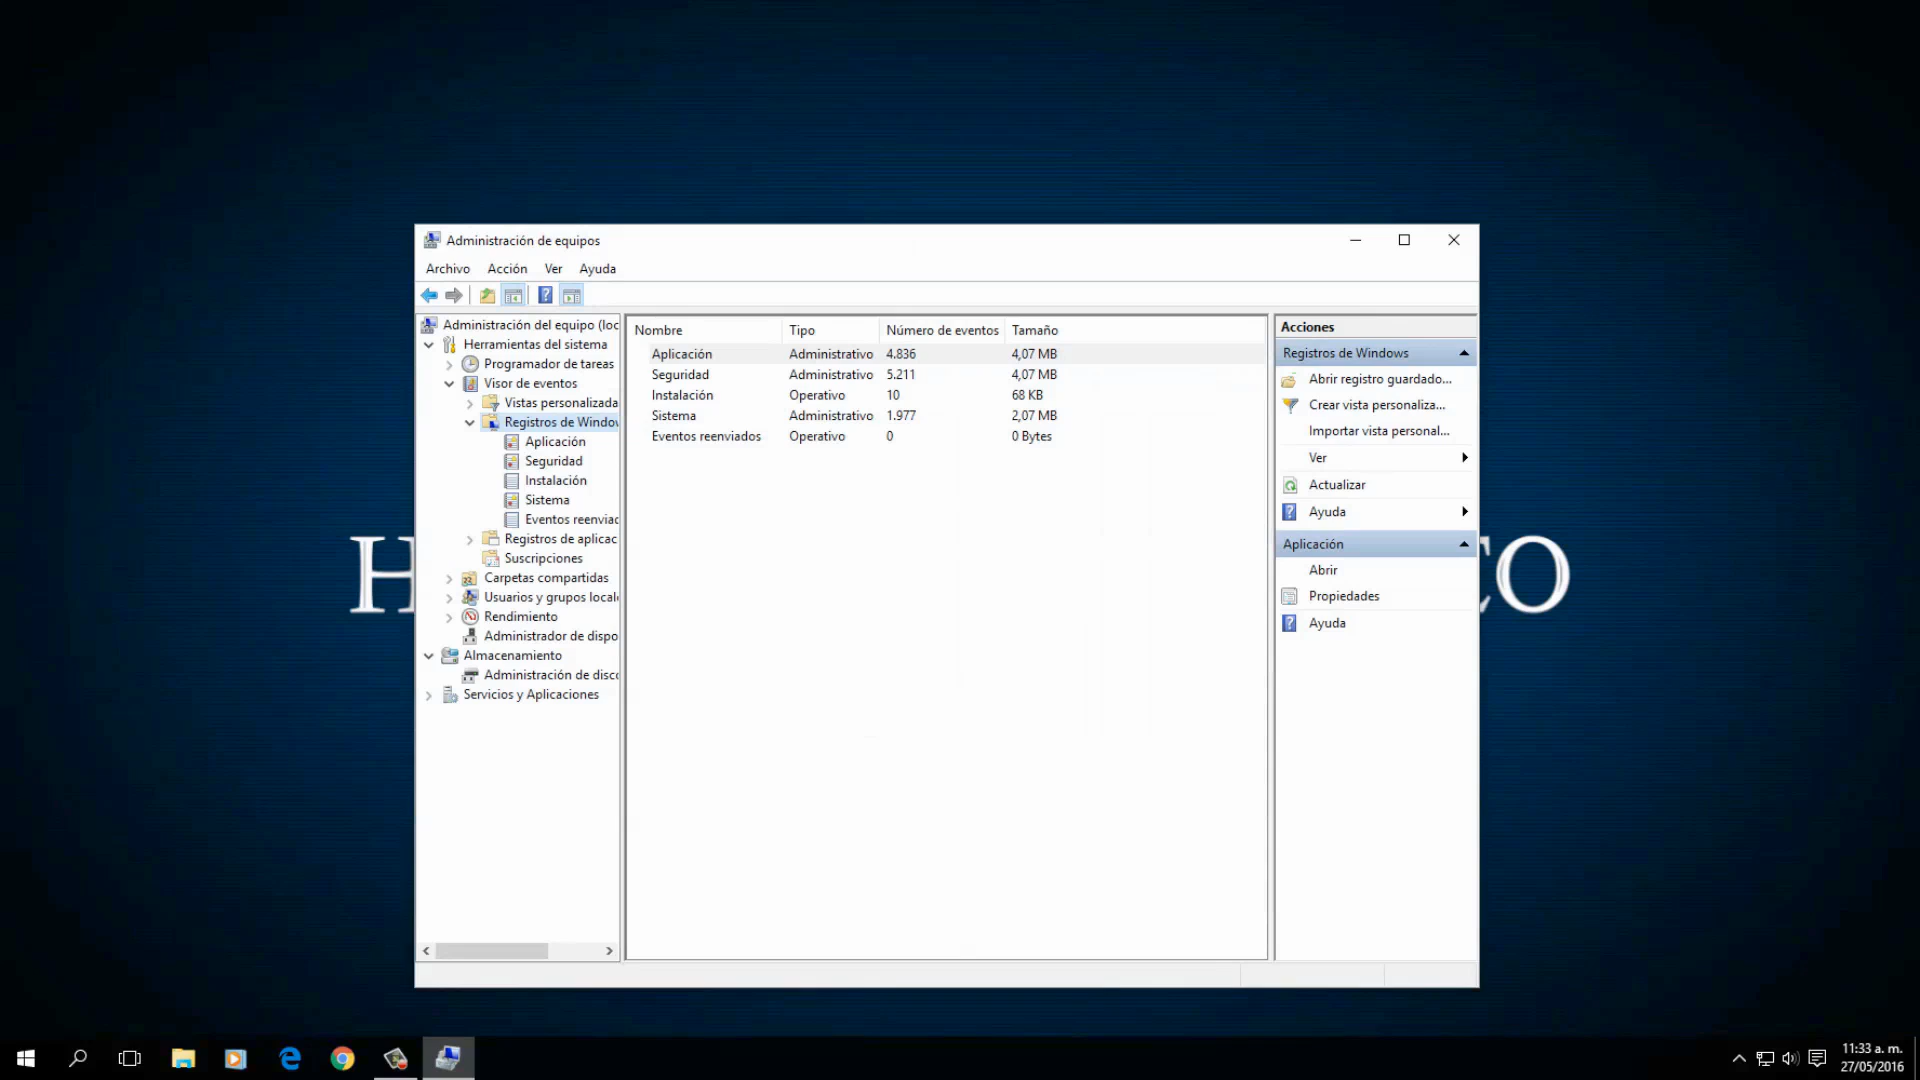 Administración de equipos
Archivo Acción Ver Ayuda
Administración del equipo (loc
Herramientas del sistema
Programador de tareas
Visor de eventos
Vistas personalizada
Registros de Window
Aplicación
Seguridad
Instalación
Sistema
Eventos reenviad
Registros de aplicac
Suscripciones
Carpetas compartidas
Usuarios y grupos locale
Rendimiento
Administrador de dispo
Almacenamiento
Administración de disco
Servicios y Aplicaciones
Nombre Tipo Número de eventos Tamaño
Aplicación Administrativo 4.836 4,07 MB
Seguridad Administrativo 5.211 4,07 MB
Instalación Operativo 10 68 KB
Sistema Administrativo 1.977 2,07 MB
Eventos reenviados Operativo 0 0 Bytes
Acciones
Registros de Windows
Abrir registro guardado...
Crear vista personaliza...
Importar vista personal...
Ver
Actualizar
Ayuda
Aplicación
Abrir
Propiedades
Ayuda
11:33 a. m.
27/05/2016